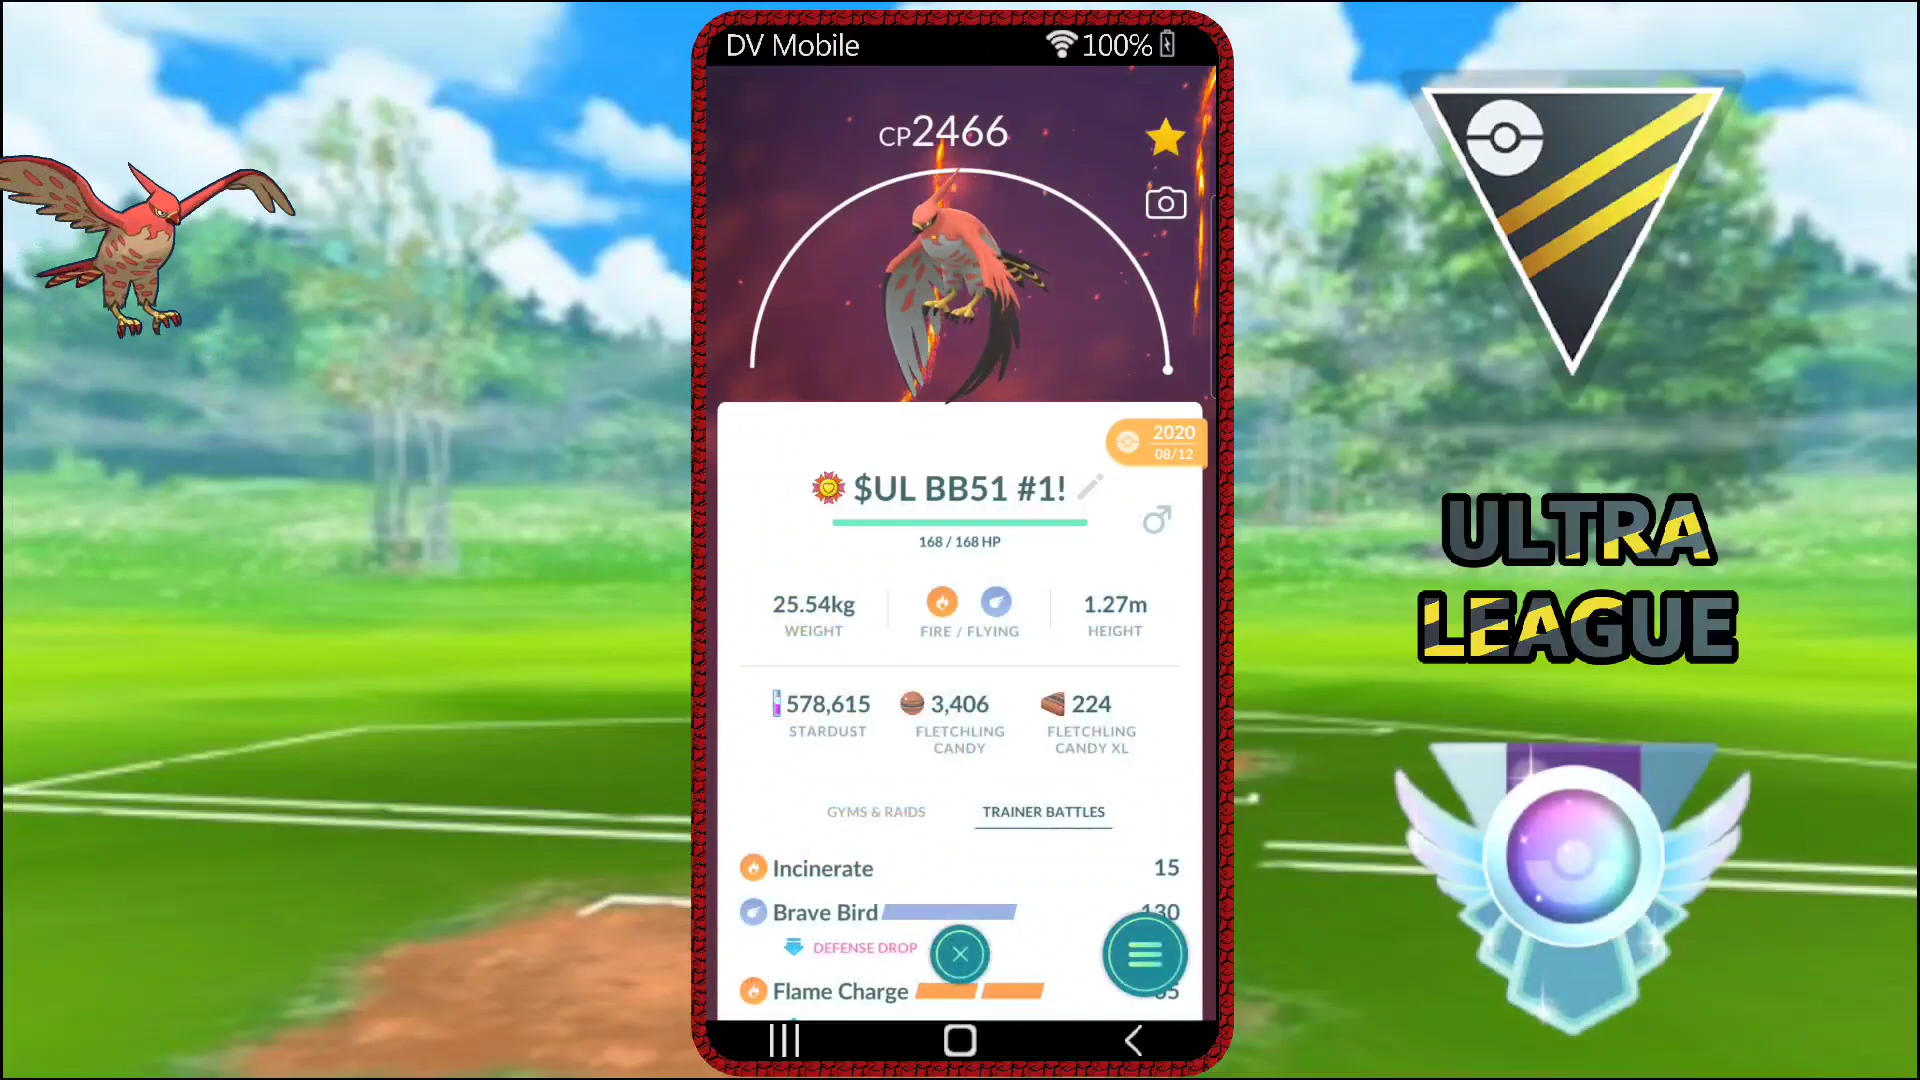 DV Mobile 100%
CP2466
2020
08/12
$UL BB51 #1!
168 / 168 HP
25.54kg
WEIGHT
FIRE / FLYING
1.27m
HEIGHT
578,615
STARDUST
3,406
FLETCHLING
CANDY
224
FLETCHLING
CANDY XL
GYMS & RAIDS
TRAINER BATTLES
Incinerate 15
Brave Bird 130
DEFENSE DROP
Flame Charge
ULTRA
LEAGUE